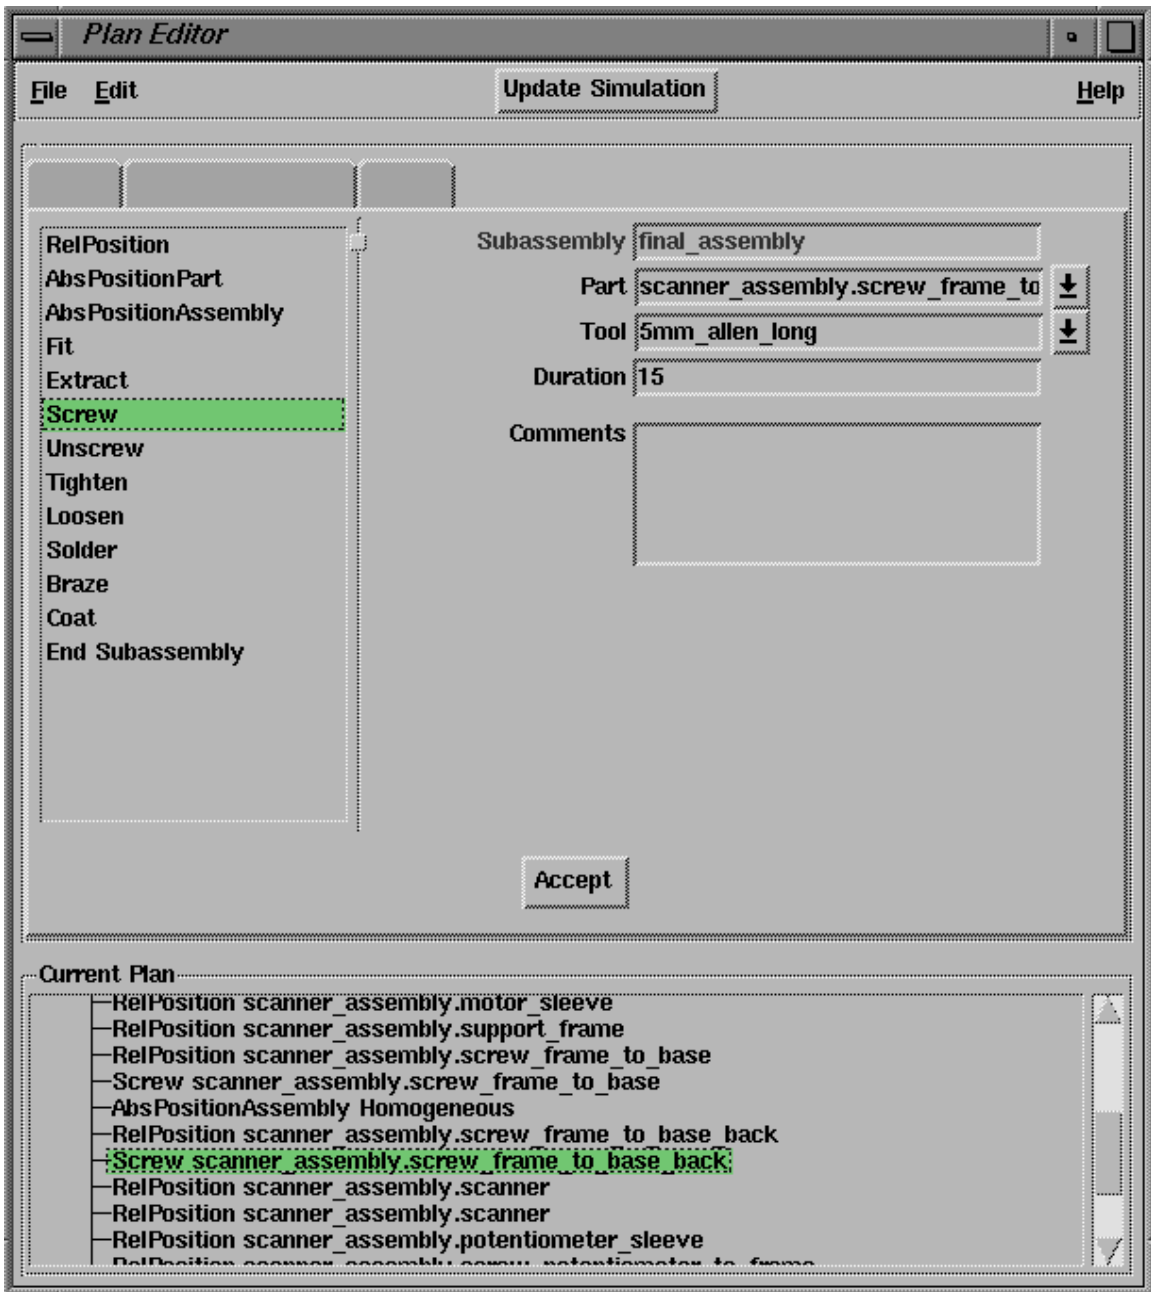 Plan Editor
File Edit Update Simulation Help
RelPosition
AbsPositionPart
AbsPositionAssembly
Fit
Extract
Screw
Unscrew
Tighten
Loosen
Solder
Braze
Coat
End Subassembly
Subassembly final_assembly
Part scanner_assembly.screw_frame_to
Tool 5mm_allen_long
Duration 15
Comments
Accept
Current Plan
RelPosition scanner_assembly.motor_sleeve
RelPosition scanner_assembly.support_frame
RelPosition scanner_assembly.screw_frame_to_base
Screw scanner_assembly.screw_frame_to_base
AbsPositionAssembly Homogeneous
RelPosition scanner_assembly.screw_frame_to_base_back
Screw scanner_assembly.screw_frame_to_base_back
RelPosition scanner_assembly.scanner
RelPosition scanner_assembly.scanner
RelPosition scanner_assembly.potentiometer_sleeve
RelPosition scanner_assembly.screw_potentiometer_to_frame